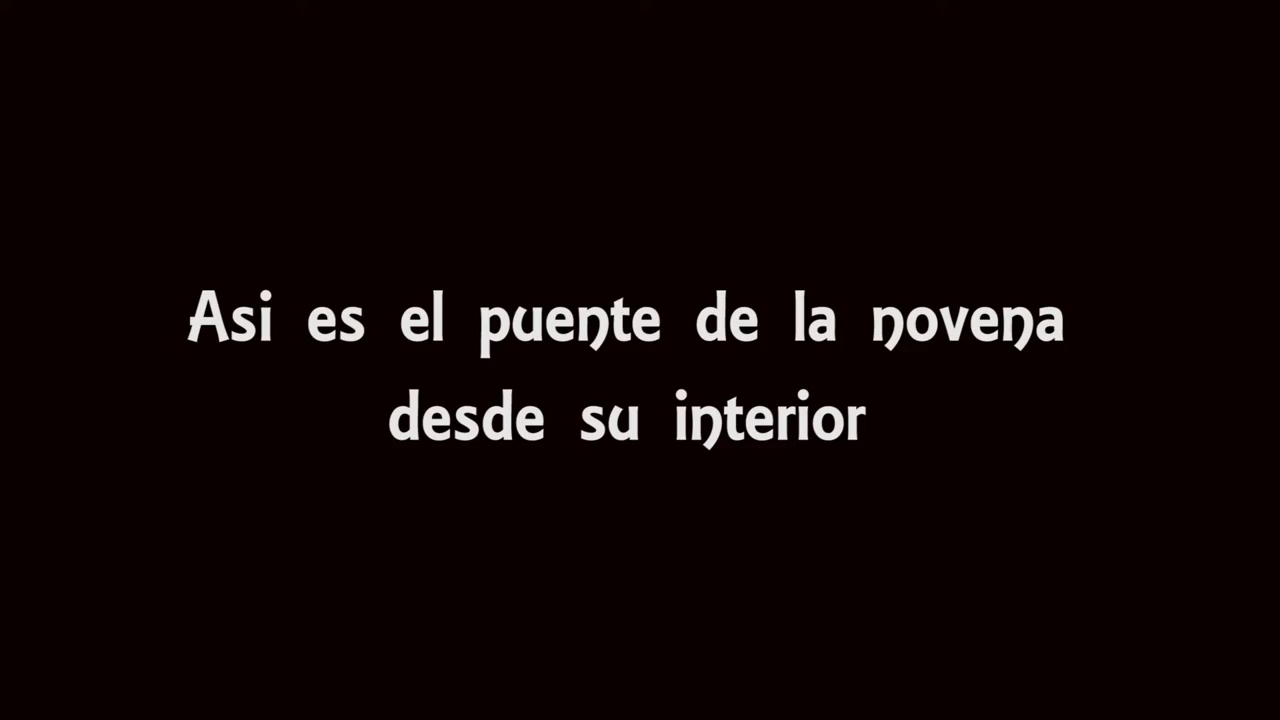 Asi es el puente de la novena
desde su interior